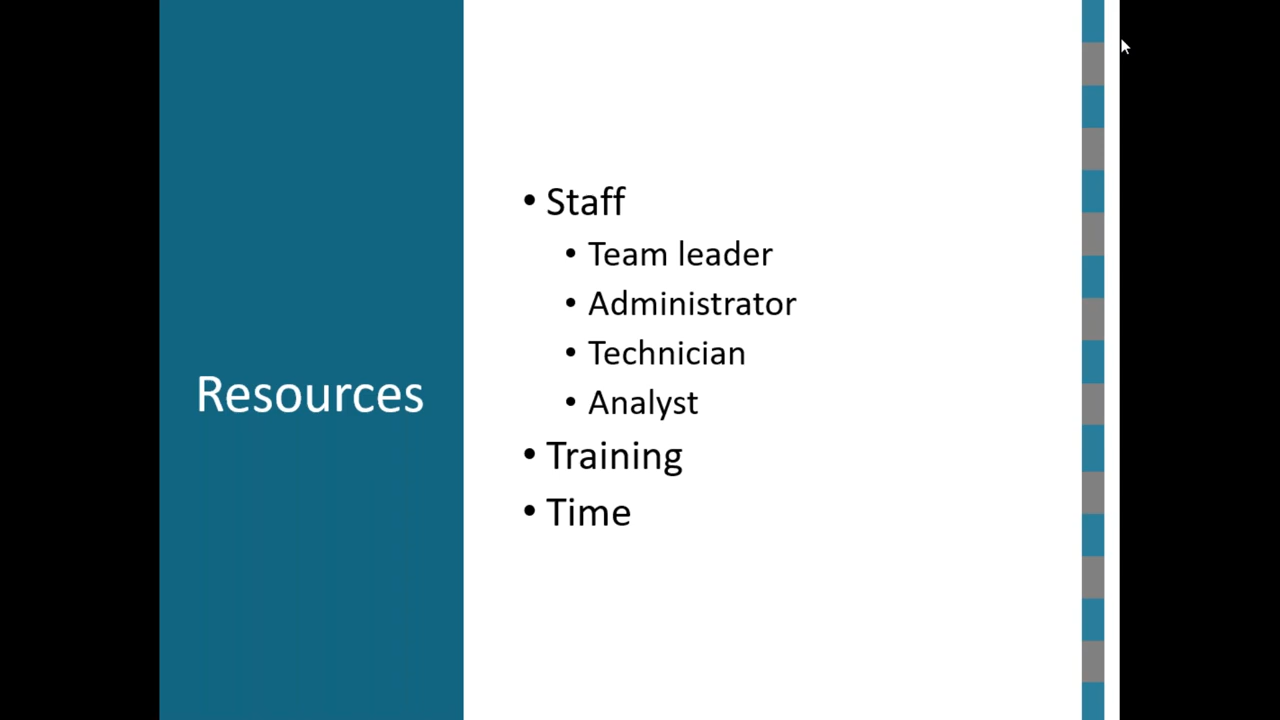 Resources
• Staff
• Team leader
• Administrator
• Technician
• Analyst
• Training
• Time